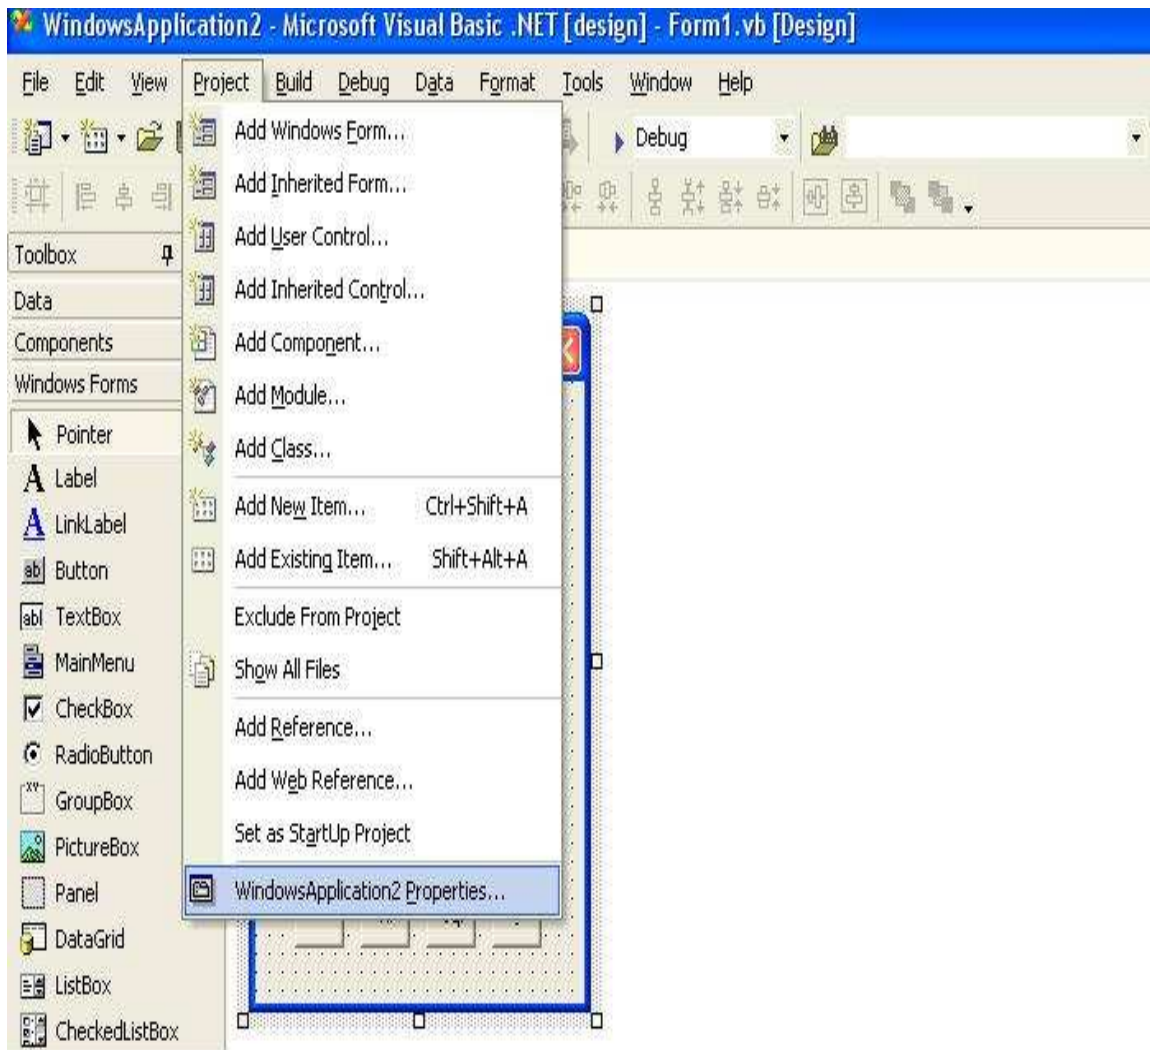 WindowsApplication2 - Microsoft Visual Basic .NET [design] - Form1.vb [Design]
File Edit View Project Build Debug Data Format Tools Window Help
Debug
Toolbox
Data
Components
Windows Forms
Pointer
Label
LinkLabel
Button
TextBox
MainMenu
CheckBox
RadioButton
GroupBox
PictureBox
Panel
DataGrid
ListBox
CheckedListBox
Add Windows Form...
Add Inherited Form...
Add User Control...
Add Inherited Control...
Add Component...
Add Module...
Add Class...
Add New Item... Ctrl+Shift+A
Add Existing Item... Shift+Alt+A
Exclude From Project
Show All Files
Add Reference...
Add Web Reference...
Set as StartUp Project
WindowsApplication2 Properties...